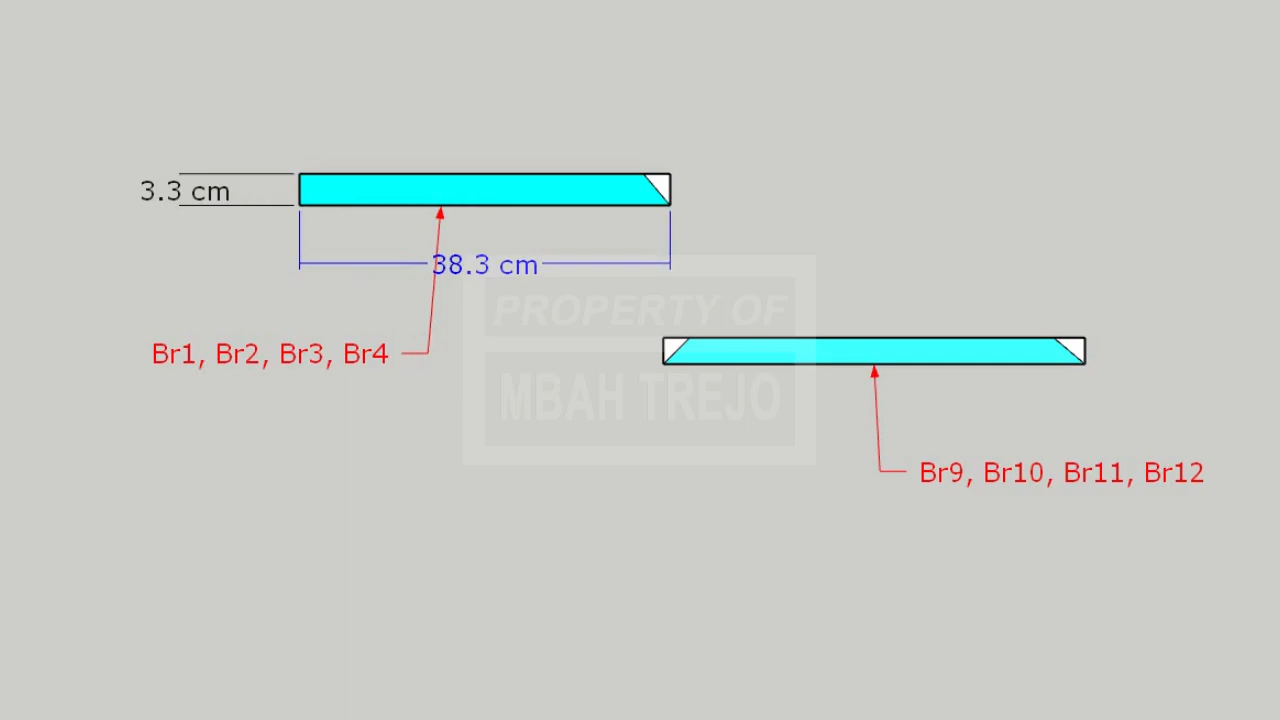 3.3 cm
38.3 cm
PROPERTY OF
Br1, Br2, Br3, Br4
MBAH TREJO
Br9, Br10, Br11, Br12